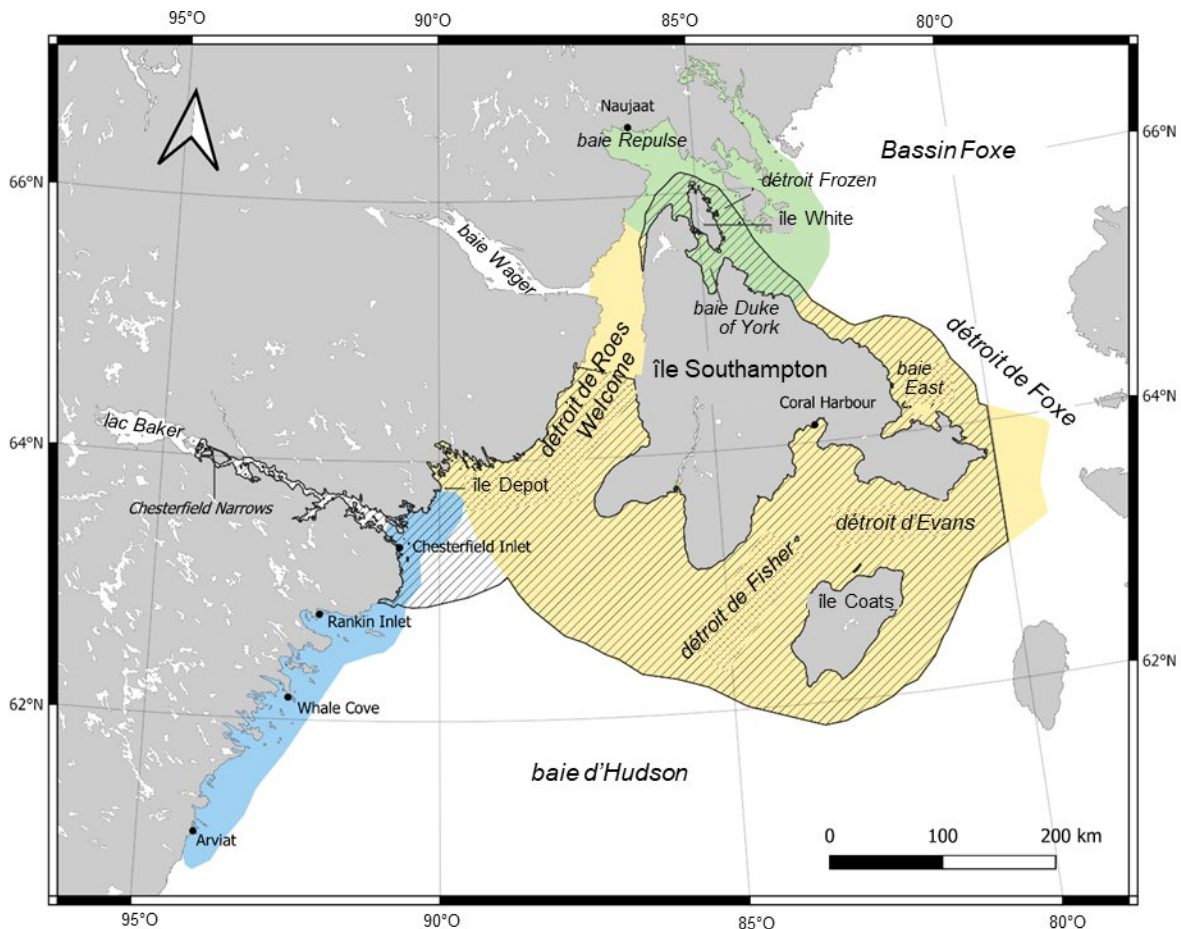 95°O
90°O
85°O
80°O
Naujaat
baie Repulse
Bassin Foxe
66°N
66°N
détroit Frozen
île White
baie Wager
baie Duke
of York
détroit de Roes
Welcome
île Southampton
baie
East
détroit de Foxe
Coral Harbour
64°N
64°N
lac Baker
Chesterfield Narrows
île Depot
détroit d'Evans
Chesterfield Inlet
détroit de Fisher
île Coats
Rankin Inlet
62°N
62°N
Whale Cove
baie d'Hudson
Arviat
0
100
200 km
95°O
90°O
85°O
80°O